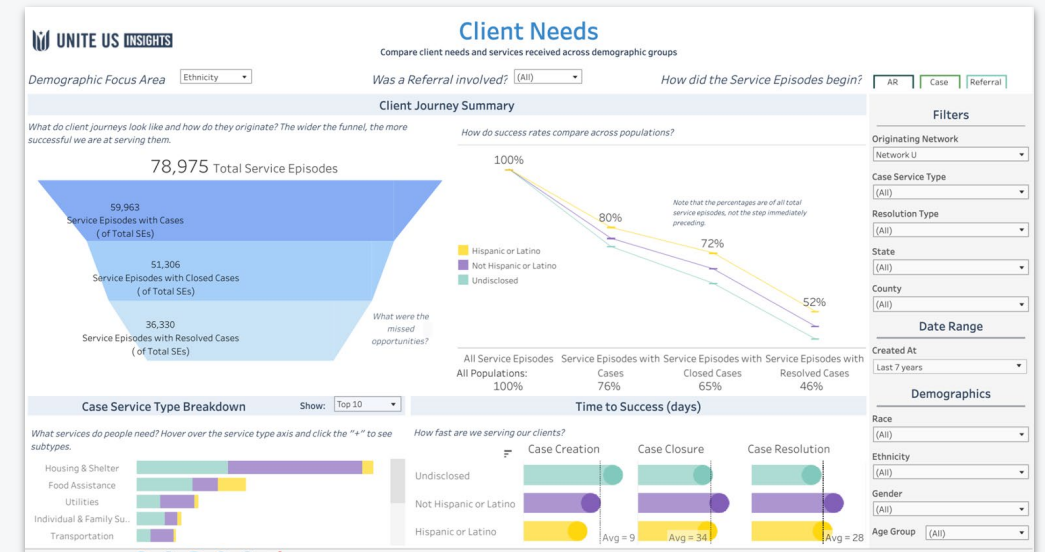 UNITE US INSIGHTS
Client Needs
Compare client needs and services received across demographic groups
Demographic Focus Area
Ethnicity
Was a Referral involved?
(All)
How did the Service Episodes begin?
AR
Case
Referral
Client Journey Summary
What do client journeys look like and how do they originate? The wider the funnel, the more
successful we are at serving them.
78,975 Total Service Episodes
59,963
Service Episodes with Cases
( of Total SEs)
51,306
Service Episodes with Closed Cases
( of Total SEs)
36,330
Service Episodes with Resolved Cases
( of Total SEs)
What were the
missed
opportunities?
How do success rates compare across populations?
100%
80%
72%
52%
Note that the percentages are of all total
service episodes, not the step immediately
preceding.
Hispanic or Latino
Not Hispanic or Latino
Undisclosed
All Service Episodes
All Populations:
100%
Service Episodes with
Cases
76%
Service Episodes with
Closed Cases
65%
Service Episodes with
Resolved Cases
46%
Case Service Type Breakdown
Show:
Top 10
What services do people need? Hover over the service type axis and click the "+" to see
subtypes.
Housing & Shelter
Food Assistance
Utilities
Individual & Family Su..
Transportation
Time to Success (days)
How fast are we serving our clients?
Case Creation
Case Closure
Case Resolution
Undisclosed
Not Hispanic or Latino
Hispanic or Latino
Avg = 9
Avg = 34
Avg = 28
Filters
Originating Network
Network U
Case Service Type
(All)
Resolution Type
(All)
State
(All)
County
(All)
Date Range
Created At
Last 7 years
Demographics
Race
(All)
Ethnicity
(All)
Gender
(All)
Age Group
(All)